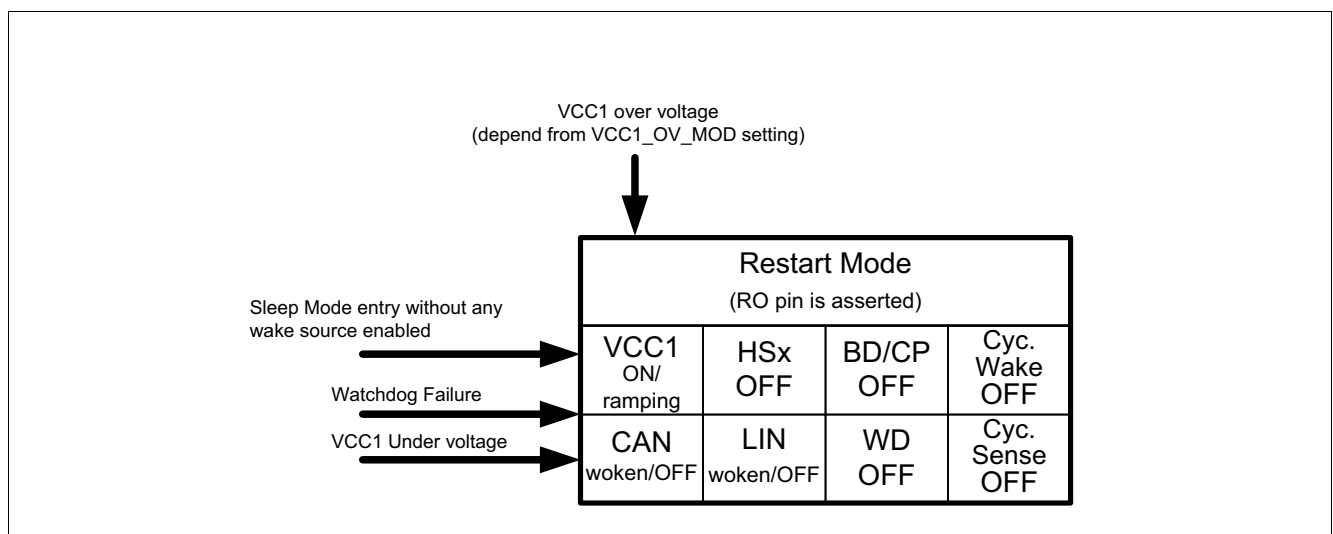 VCC1 over voltage
(depend from VCC1_OV_MOD setting)
Restart Mode
(RO pin is asserted)
Sleep Mode entry without any
wake source enabled
Watchdog Failure
VCC1 Under voltage
VCC1
ON/
ramping
HSx
OFF
BD/CP
OFF
Cyc.
Wake
OFF
CAN
woken/OFF
LIN
woken/OFF
WD
OFF
Cyc.
Sense
OFF